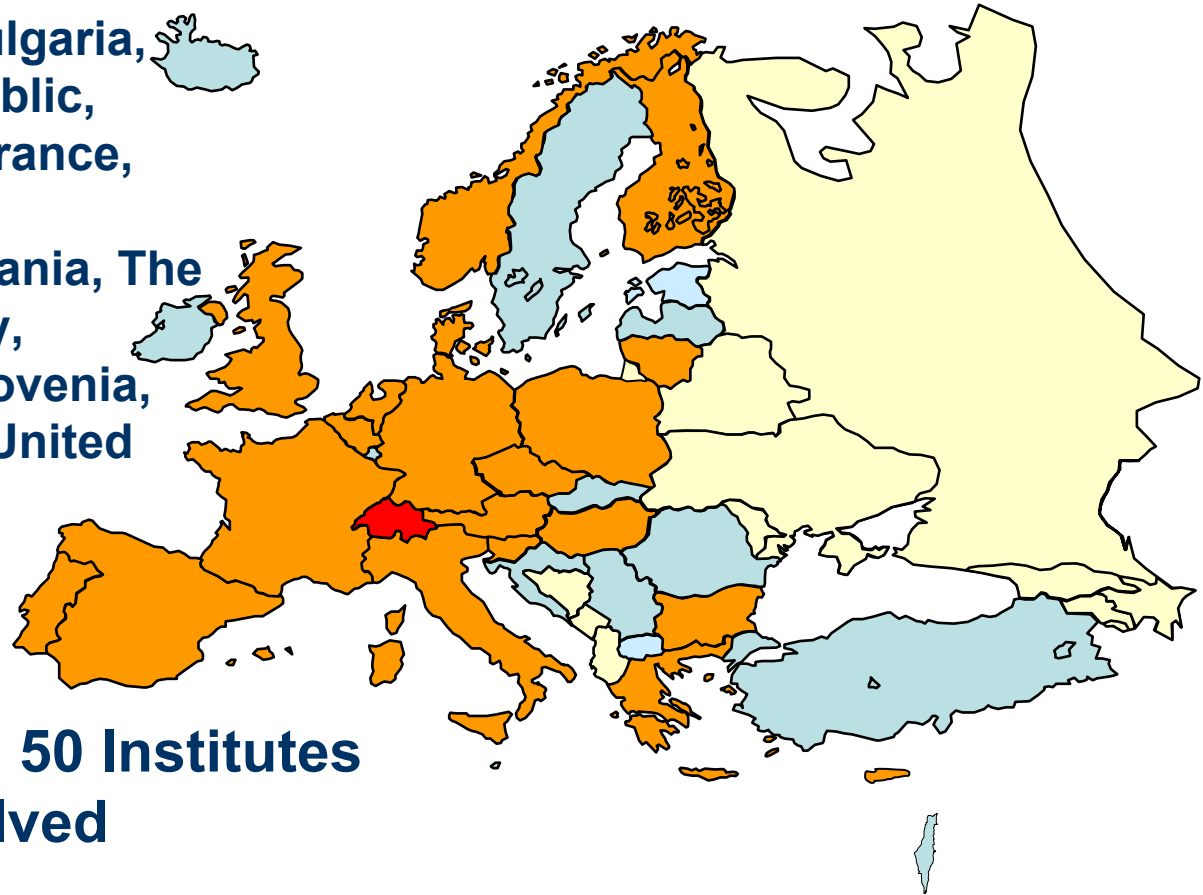 ulgaria,
blic,
rance,
ania, The
y,
ovenia,
United
50 Institutes
lved